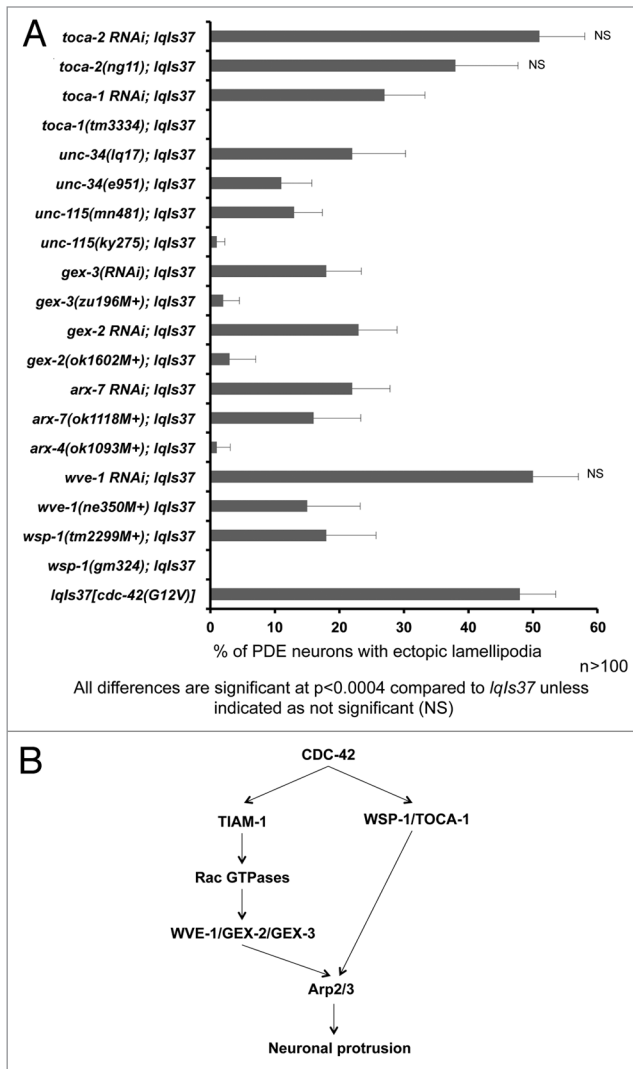 A
toca-2 RNAi; lqIs37
NS
toca-2(ng11); lqIs37
NS
toca-1 RNAi; lqIs37
toca-1(tm3334); lqIs37
unc-34(lq17); lqIs37
unc-34(e951); lqIs37
unc-115(mn481); lqIs37
unc-115(ky275); lqIs37
gex-3(RNAi); lqIs37
gex-3(zu196M+); lqIs37
gex-2 RNAi; lqIs37
gex-2(ok1602M+); lqIs37
arx-7 RNAi; lqIs37
arx-7(ok1118M+); lqIs37
arx-4(ok1093M+); lqIs37
wve-1 RNAi; lqIs37
NS
wve-1(ne350M+) lqIs37
wsp-1(tm2299M+); lqIs37
wsp-1(gm324); lqIs37
lqIs37[cdc-42(G12V)]
0 10 20 30 40 50 60
% of PDE neurons with ectopic lamellipodia
n>100
All differences are significant at p<0.0004 compared to lqIs37 unless
indicated as not significant (NS)
B
CDC-42
TIAM-1 WSP-1/TOCA-1
Rac GTPases
WVE-1/GEX-2/GEX-3
Arp2/3
Neuronal protrusion